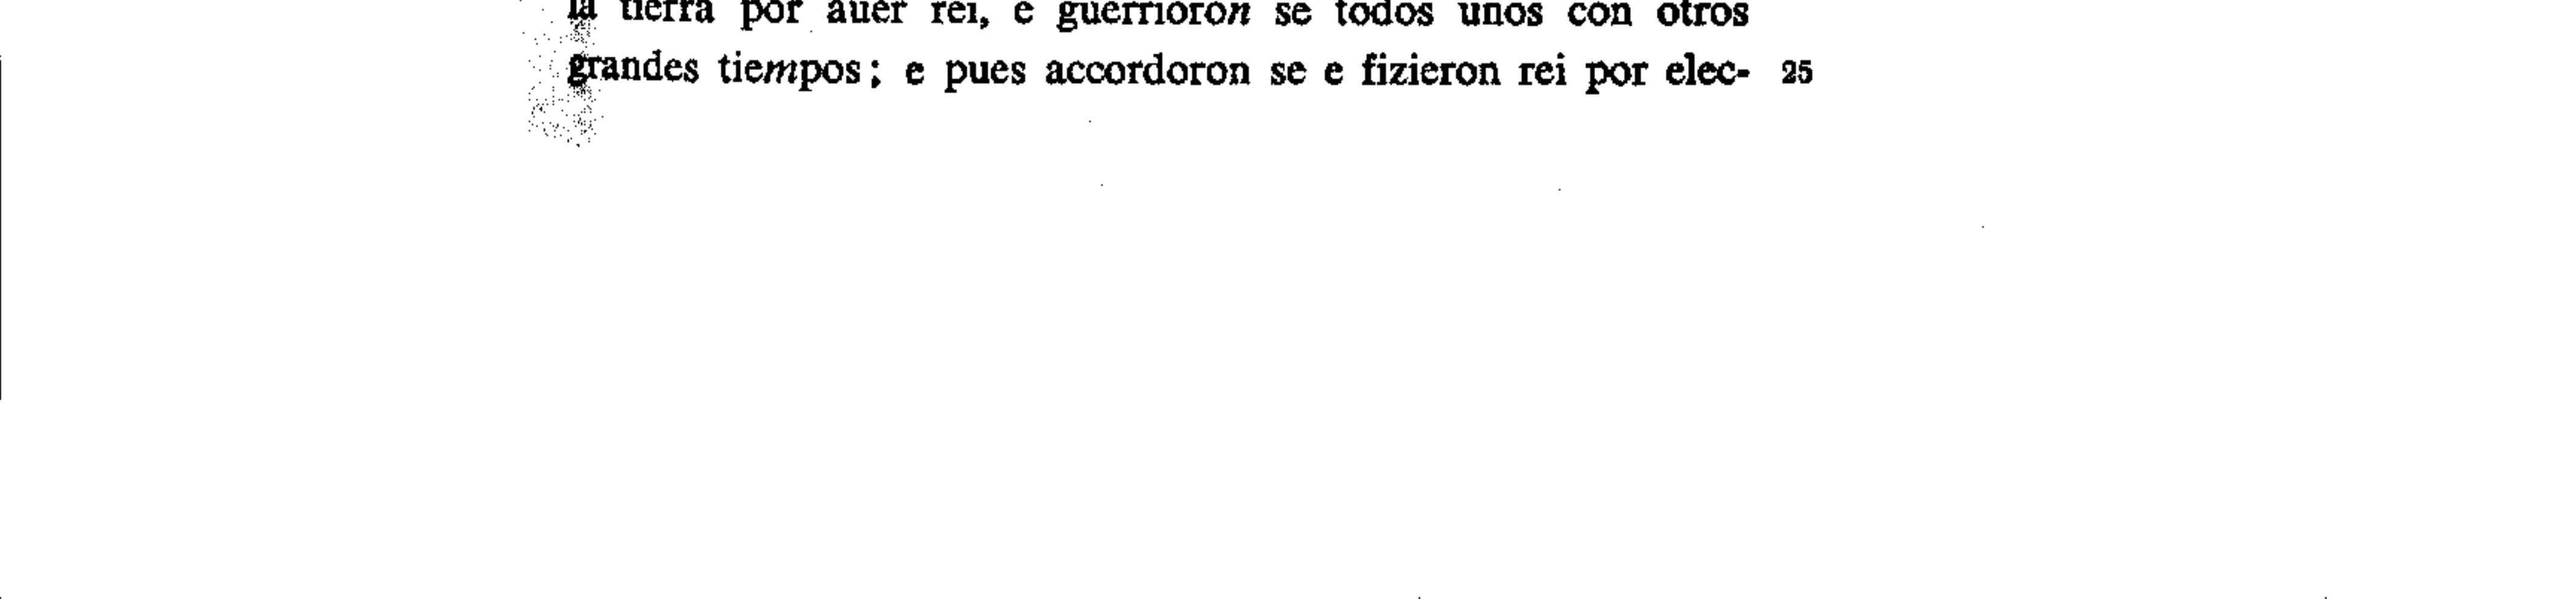 la tierra por auer rei, e guerrioron se todos unos con otros
grandes tiempos; e pues accordoron se e fizieron rei por elec- 25